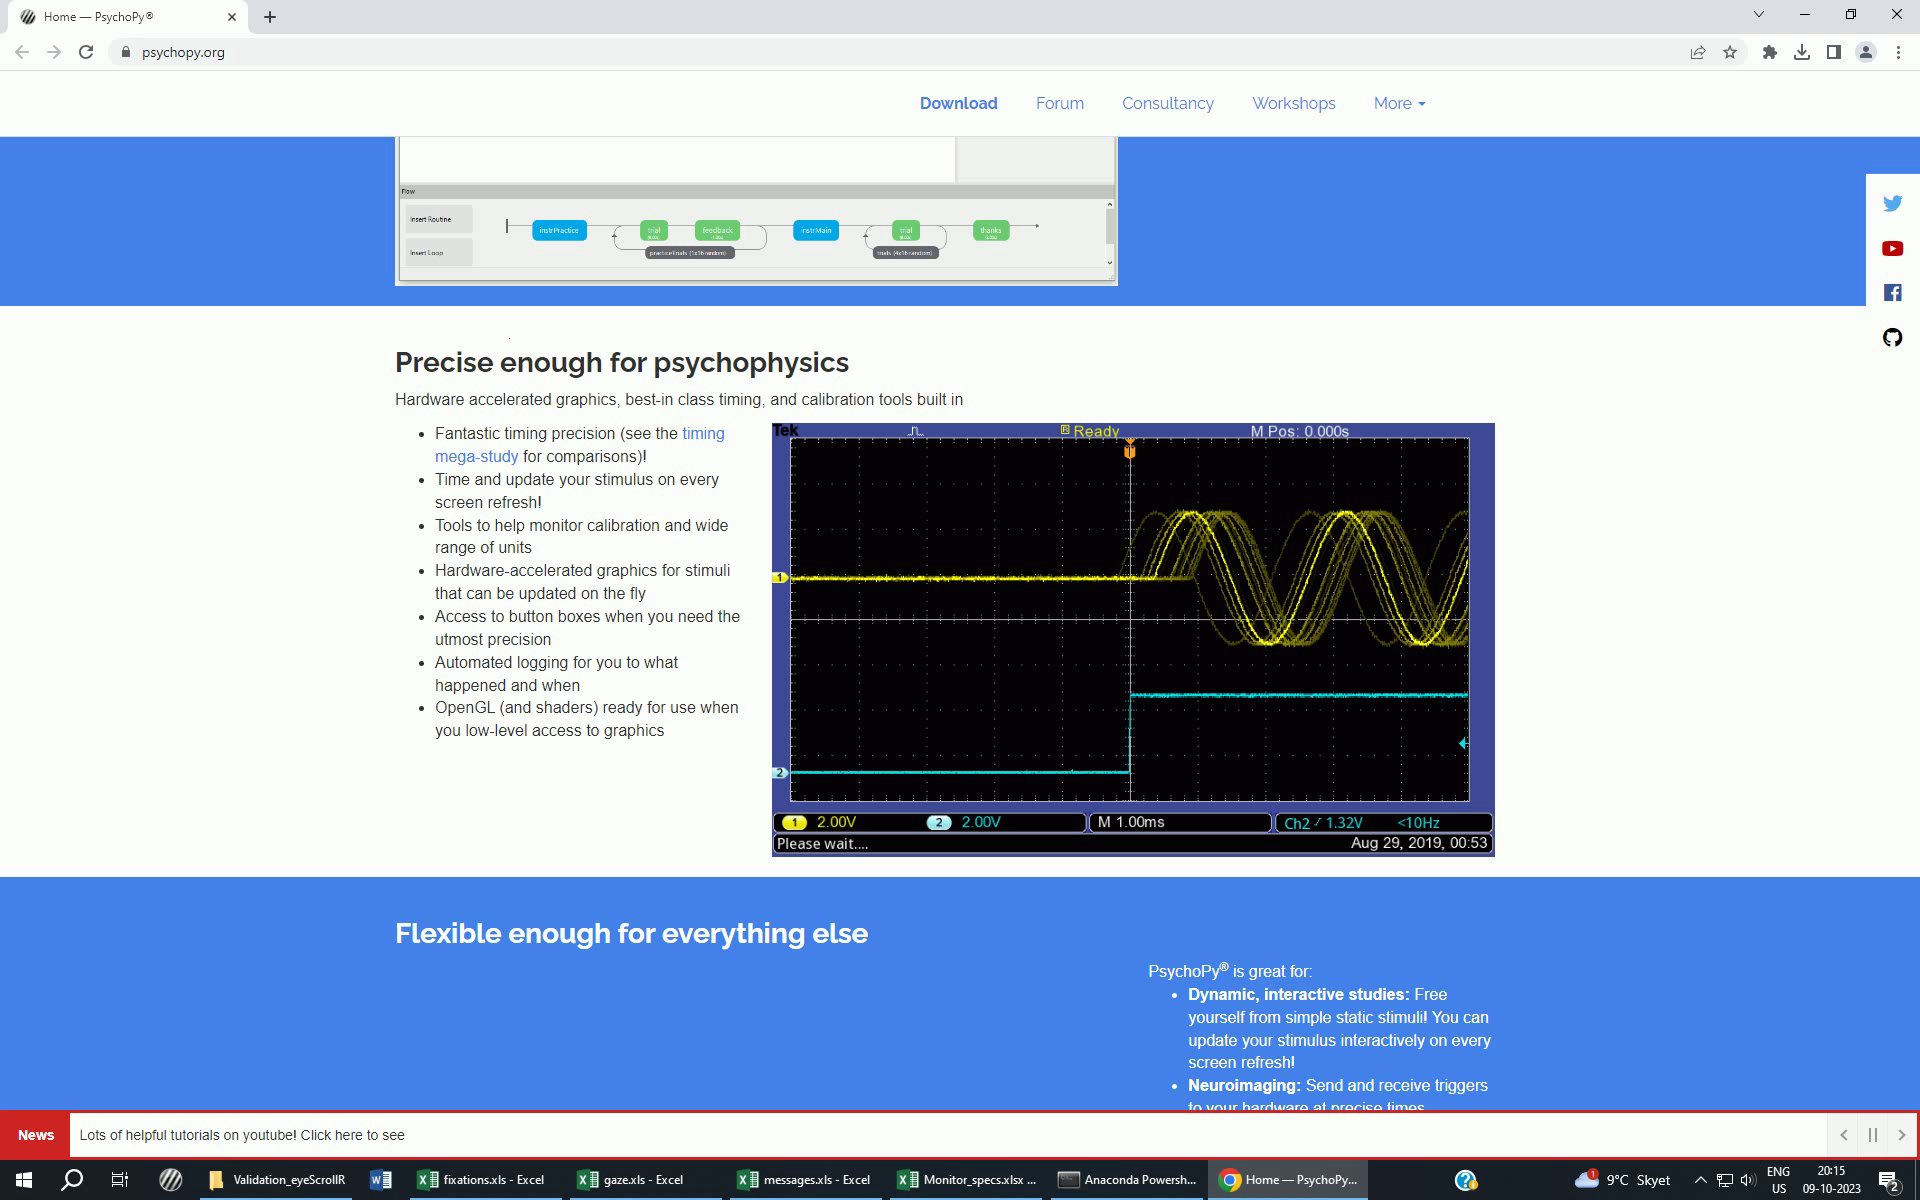 Home — PsychoPy®
psychopy.org
Download Forum Consultancy Workshops More
Flow
Insert Routine
instrPractice trial feedback instrMain trial thanks
Insert Loop
practiceTrials (1x16 random) trials (4x16 random)
Precise enough for psychophysics
Hardware accelerated graphics, best-in class timing, and calibration tools built in
Fantastic timing precision (see the timing
mega-study for comparisons)!
Time and update your stimulus on every
screen refresh!
Tools to help monitor calibration and wide
range of units
Hardware-accelerated graphics for stimuli
that can be updated on the fly
Access to button boxes when you need the
utmost precision
Automated logging for you to what
happened and when
OpenGL (and shaders) ready for use when
you low-level access to graphics
Tek R Ready M Pos: 0.000s
T
1
2
1 2.00V 2 2.00V M 1.00ms Ch2 1.32V <10Hz
Please wait.... Aug 29, 2019, 00:53
Flexible enough for everything else
PsychoPy® is great for:
Dynamic, interactive studies: Free
yourself from simple static stimuli! You can
update your stimulus interactively on every
screen refresh!
Neuroimaging: Send and receive triggers
to your hardware at precise times
News Lots of helpful tutorials on youtube! Click here to see
Validation_eyeScrollR fixations.xls - Excel gaze.xls - Excel messages.xls - Excel Monitor_specs.xlsx ... Anaconda Powersh... Home — PsychoPy... 1 9°C Skyet ENG US 20:15 09-10-2023 2